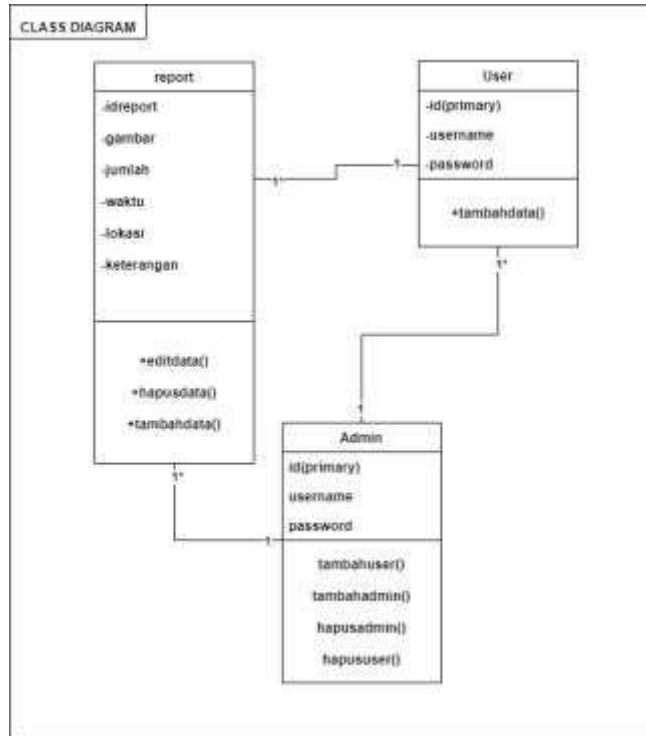 CLASS DIAGRAM
report
-idreport
-gambar
-jumlah
-waktu
-lokasi
-keterangan
+editdata()
+hapusdata()
+tambahdata()
1*
1
User
-id(primary)
-username
-password
+tambahdata()
1*
1
Admin
id(primary)
username
password
tambahuser()
tambahadmin()
hapusadmin()
hapususer()
1*
1